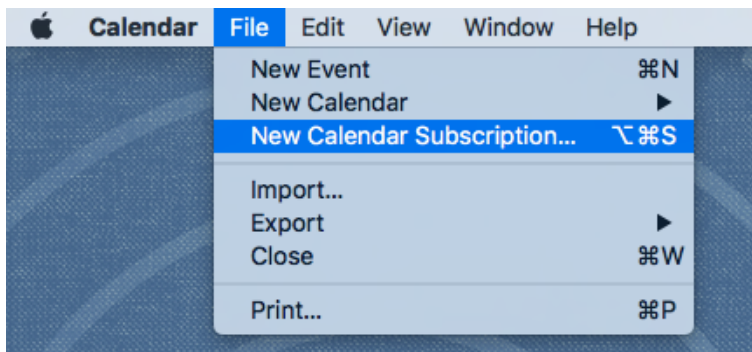 Calendar File Edit View Window Help
New Event ⌘N
New Calendar ▶
New Calendar Subscription... ⌥⌘S
Import...
Export ▶
Close ⌘W
Print... ⌘P